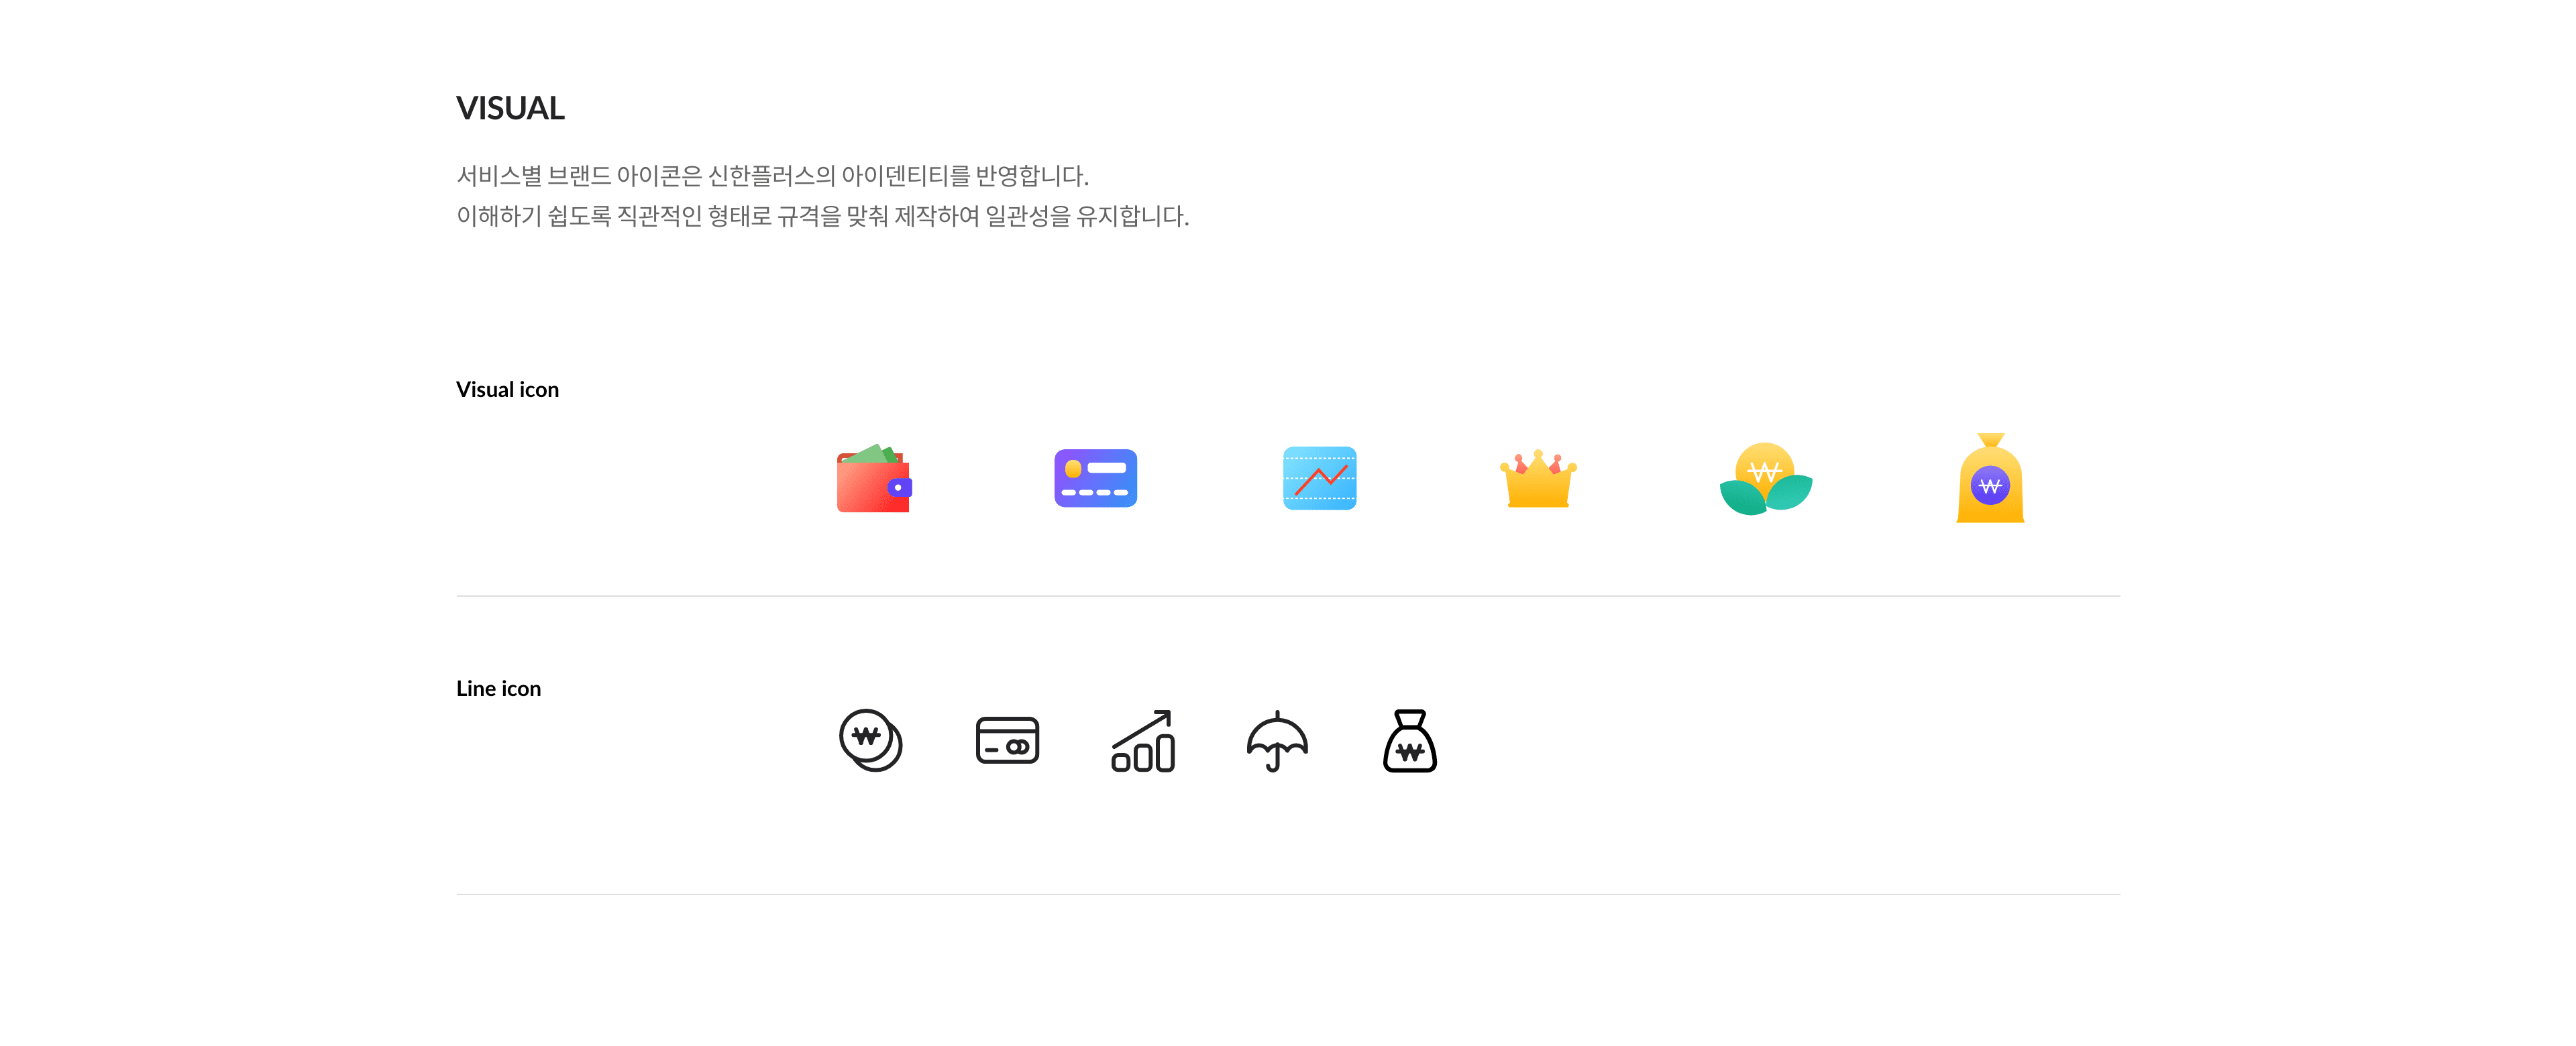 VISUAL
서비스별 브랜드 아이콘은 신한플러스의 아이덴티티를 반영합니다.
이해하기 쉽도록 직관적인 형태로 규격을 맞춰 제작하여 일관성을 유지합니다.
Visual icon
₩
₩
Line icon
₩
₩